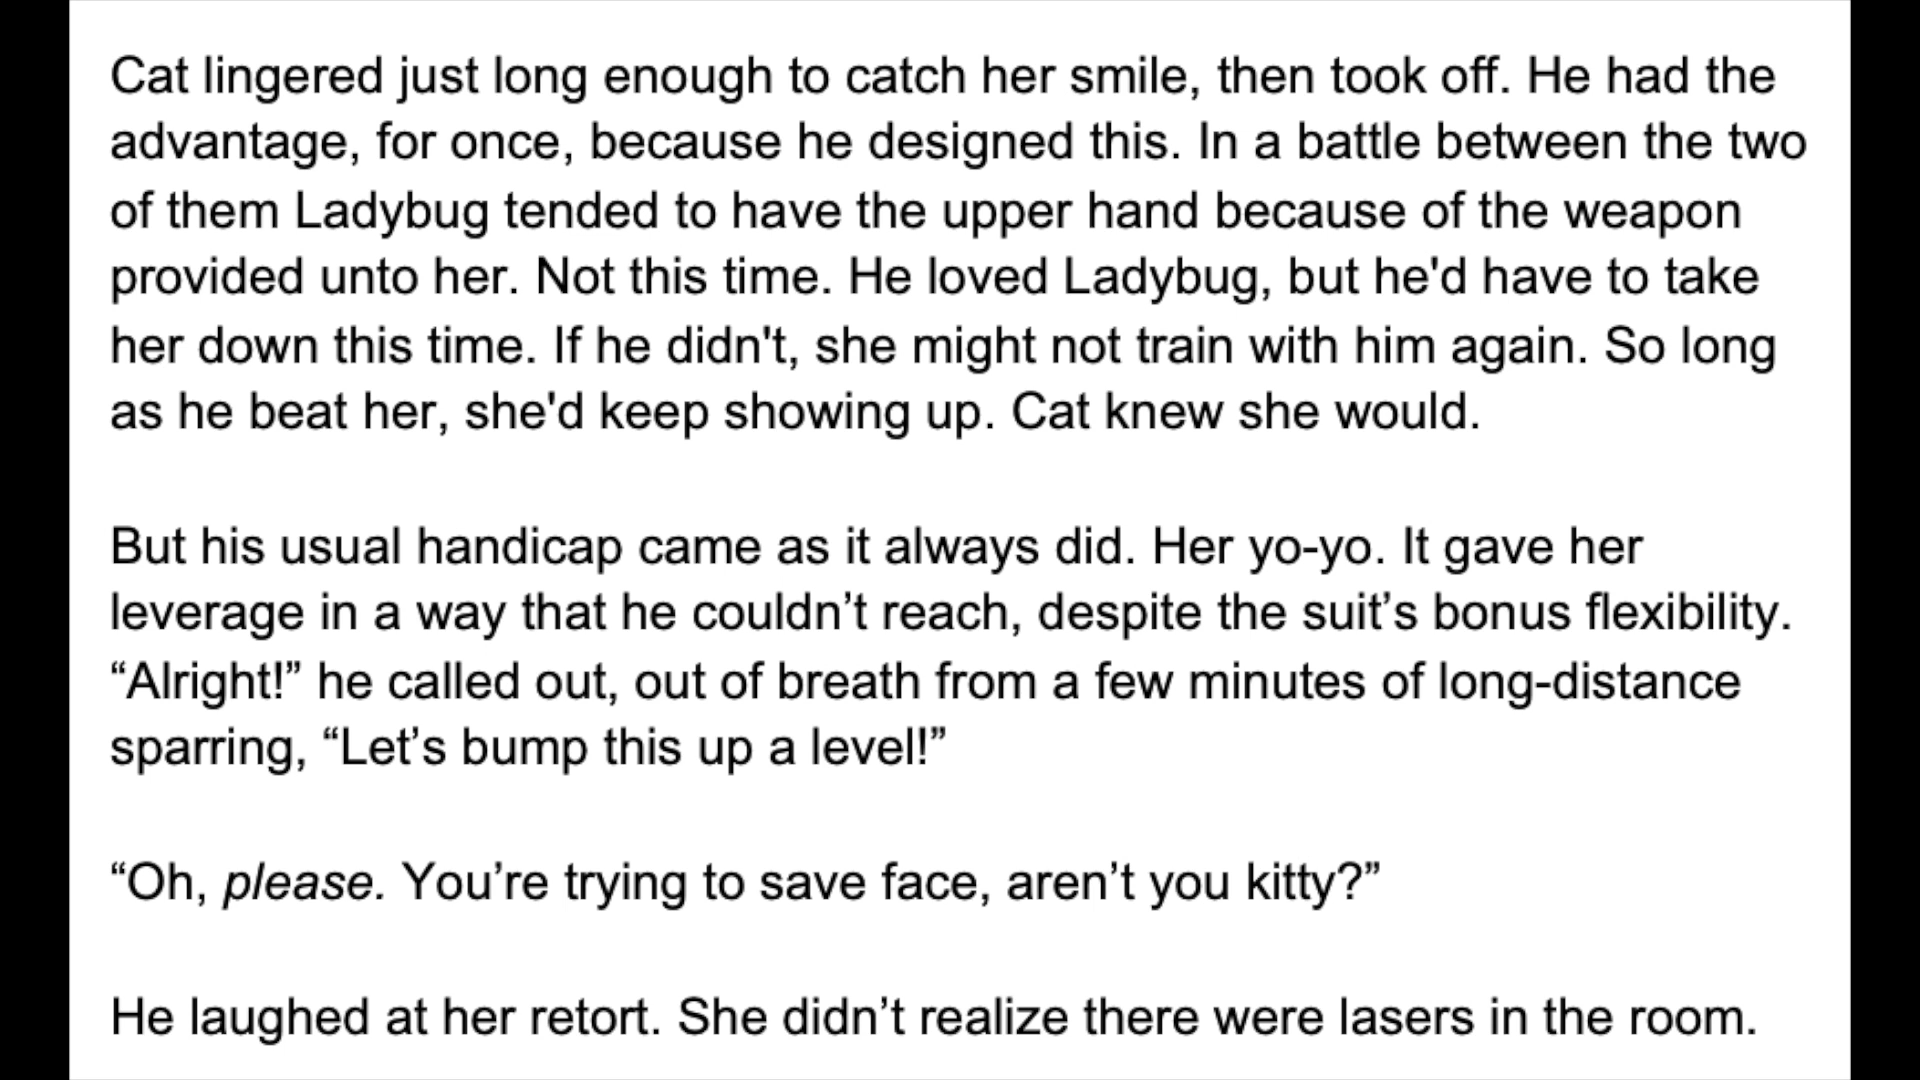 Cat lingered just long enough to catch her smile, then took off. He had the
advantage, for once, because he designed this. In a battle between the two
of them Ladybug tended to have the upper hand because of the weapon
provided unto her. Not this time. He loved Ladybug, but he'd have to take
her down this time. If he didn't, she might not train with him again. So long
as he beat her, she'd keep showing up. Cat knew she would.
But his usual handicap came as it always did. Her yo-yo. It gave her
leverage in a way that he couldn’t reach, despite the suit’s bonus flexibility.
“Alright!” he called out, out of breath from a few minutes of long-distance
sparring, “Let’s bump this up a level!”
“Oh, please. You’re trying to save face, aren’t you kitty?”
He laughed at her retort. She didn’t realize there were lasers in the room.